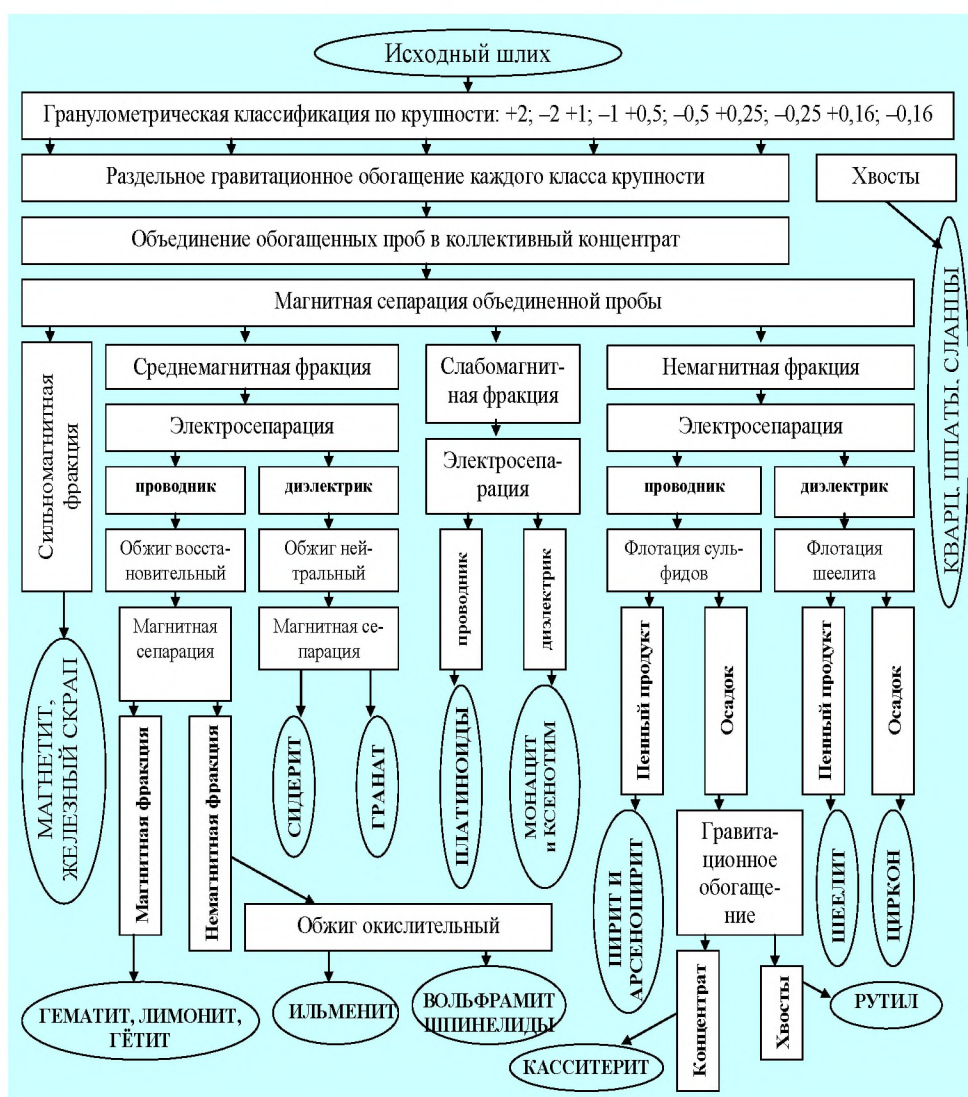 Исходный шлих
Гранулометрическая классификация по крупности: +2; –2 +1; –1 +0,5; –0,5 +0,25; –0,25 +0,16; –0,16
Раздельное гравитационное обогащение каждого класса крупности
Хвосты
Объединение обогащенных проб в коллективный концентрат
Магнитная сепарация объединенной пробы
КВАРЦ, ПШАТЫ, СЛАНЦЫ
Сильномагнитная
фракция
Среднемагнитная фракция
Слабомагнит-
ная фракция
Немагнитная фракция
Электросепарация
Электросепа-
рация
Электросепарация
проводник
диэлектрик
проводник
диэлектрик
проводник
диэлектрик
Обжиг восста-
новительный
Обжиг ней-
тральный
Флотация суль-
фидов
Флотация
шеелита
Магнитная
сепарация
Магнитная се-
парация
Пенный продукт
Осадок
Пенный продукт
Осадок
МАГНЕТИТ,
ЖЕЛЕЗНЫЙ СКРАП
Магнитная фракция
Немагнитная фракция
СИДЕРИТ
ГРАНАТ
ПЛАТИНОИДЫ
МОНАЦИТ
и КСЕНОТИМ
ПИРИТ И
АРСЕНОПИРИТ
Гравита-
ционное
обогаще-
ние
ШЕЕЛИТ
ЦИРКОН
Обжиг окислительный
ГЕМАТИТ, ЛИМОНИТ,
ГЁТИТ
ИЛЬМЕНИТ
ВОЛЬФРАМИТ
ШПИНЕЛИДЫ
Концентрат
Хвосты
РУТИЛ
КАССИТЕРИТ